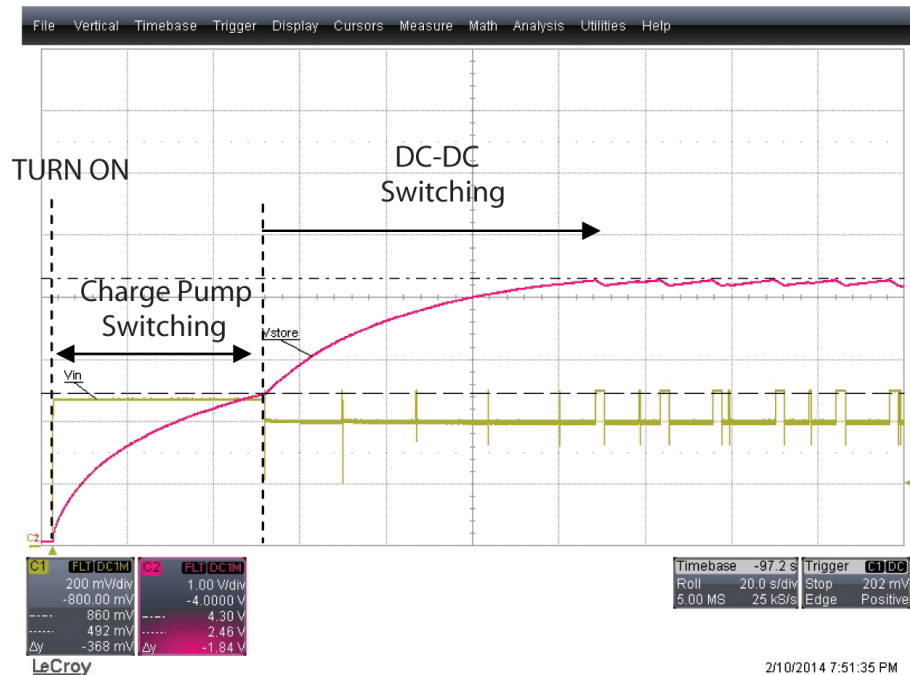 File Vertical Timebase Trigger Display Cursors Measure Math Analysis Utilities Help
TURN ON
DC-DC
Switching
Charge Pump
Switching
Vstore
Vin
C2
C1 FLT DC1M
200 mV/div
-800.00 mV
860 mV
492 mV
Δy -368 mV
C2 FLT DC1M
1.00 V/div
-4.0000 V
4.30 V
2.46 V
Δy -1.84 V
Timebase -97.2 s
Roll 20.0 s/div
5.00 MS 25 kS/s
Trigger C1 DC
Stop 202 mV
Edge Positive
LeCroy
2/10/2014 7:51:35 PM